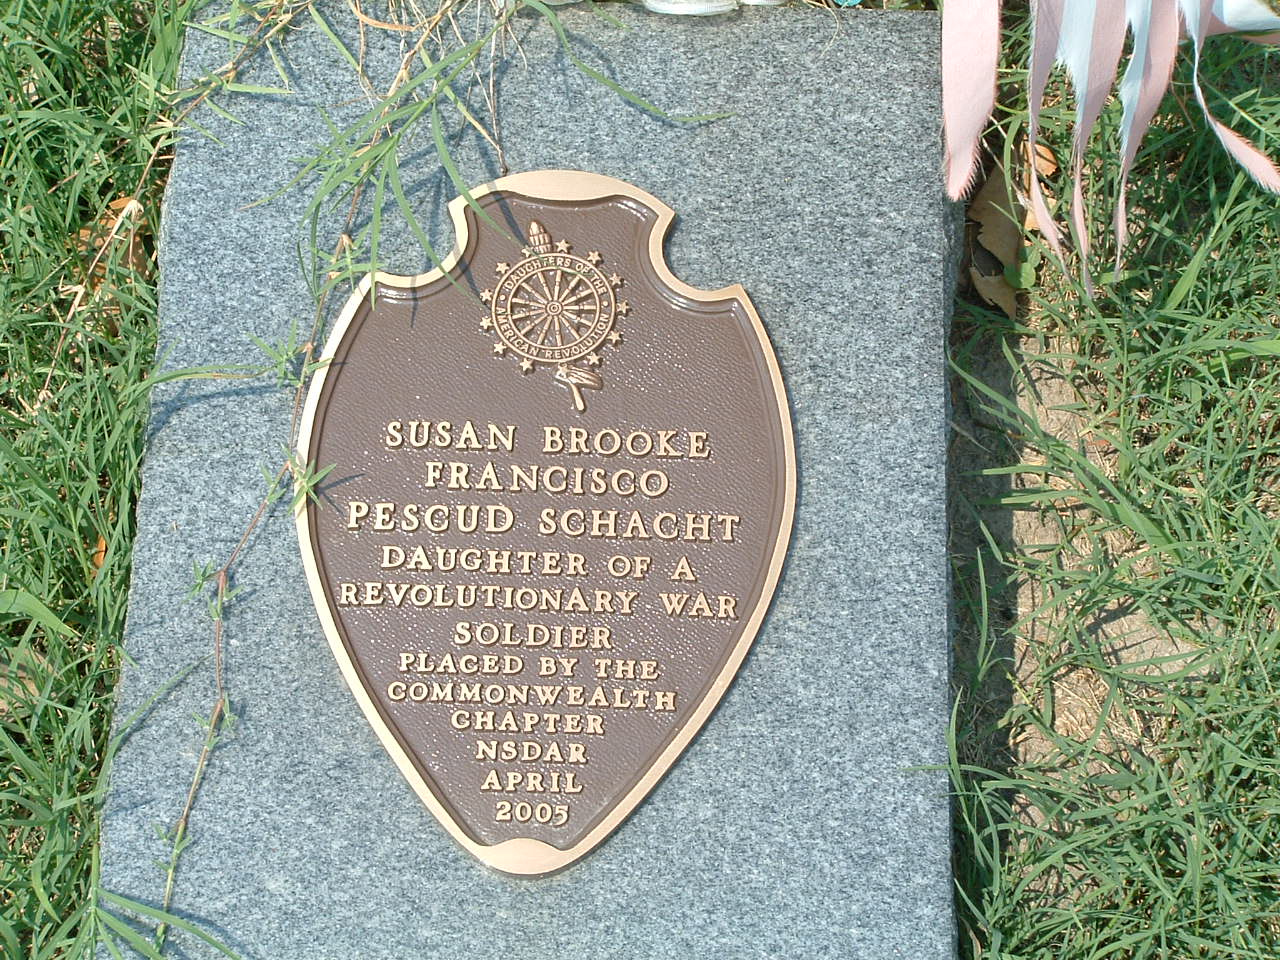 DAUGHTERS OF THE
AMERICAN REVOLUTION
SUSAN BROOKE
FRANCISCO
PESCUD SCHACHT
DAUGHTER OF A
REVOLUTIONARY WAR
SOLDIER
PLACED BY THE
COMMONWEALTH
CHAPTER
NSDAR
APRIL
2005